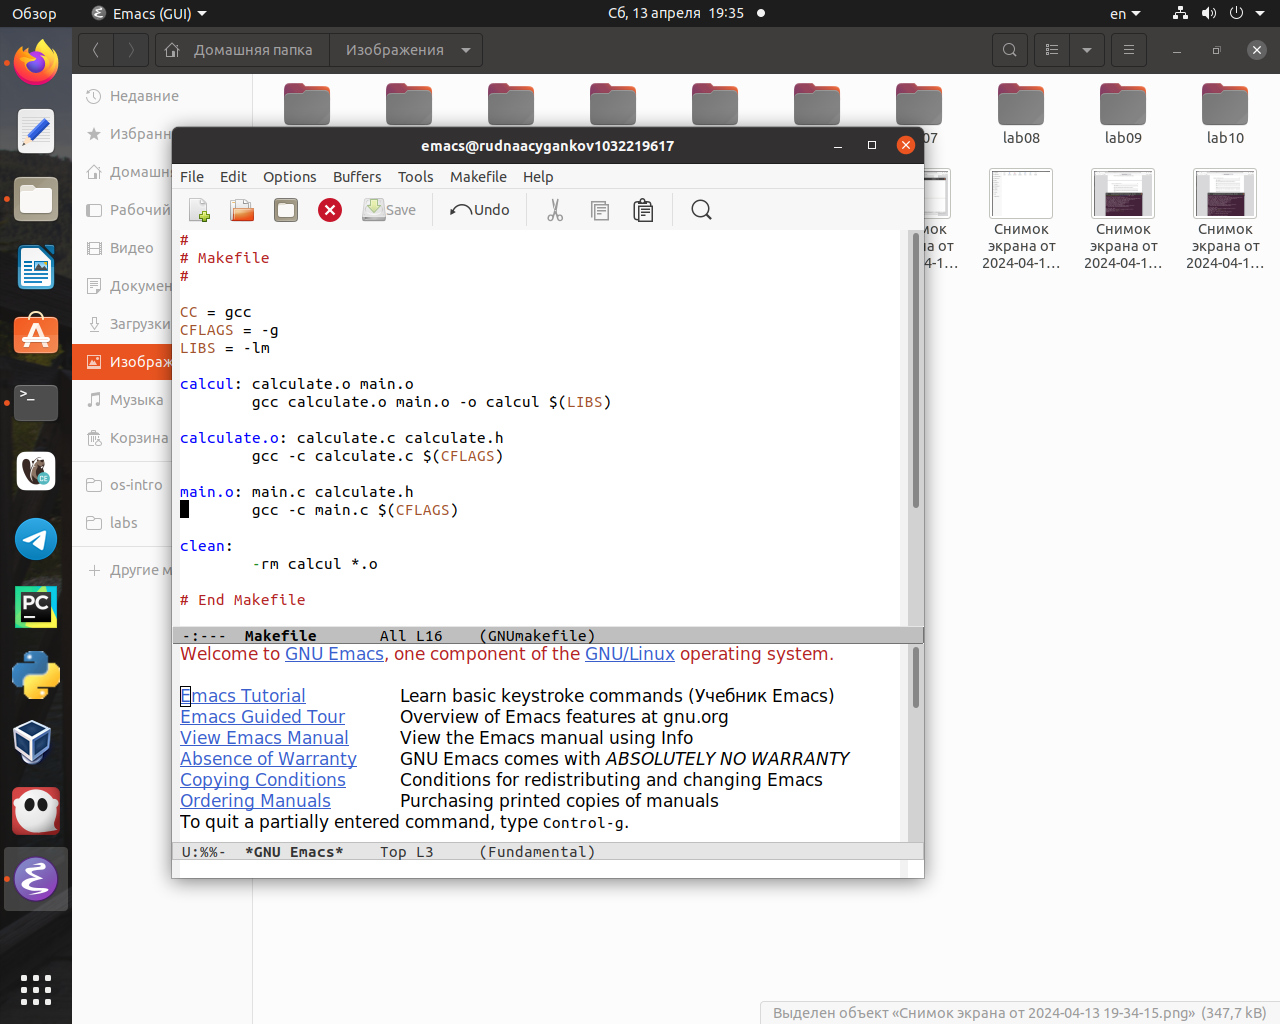 Обзор
Emacs (GUI)
Сб, 13 апреля 19:35
en
Домашняя папка
Изображения
Недавние
Избранн
Домашн
Рабочий
Видео
Докумен
Загрузки
Изображ
Музыка
Корзина
os-intro
labs
Другие м
07
lab08
lab09
lab10
Снимок
экрана от
2024-04-1…
Снимок
экрана от
2024-04-1…
Снимок
экрана от
2024-04-1…
emacs@rudnaacygankov1032219617
File Edit Options Buffers Tools Makefile Help
Save Undo
#
# Makefile
#
CC = gcc
CFLAGS = -g
LIBS = -lm
calcul: calculate.o main.o
gcc calculate.o main.o -o calcul $(LIBS)
calculate.o: calculate.c calculate.h
gcc -c calculate.c $(CFLAGS)
main.o: main.c calculate.h
gcc -c main.c $(CFLAGS)
clean:
-rm calcul *.o
# End Makefile
-:--- Makefile All L16 (GNUmakefile)
Welcome to GNU Emacs, one component of the GNU/Linux operating system.
Emacs Tutorial Learn basic keystroke commands (Учебник Emacs)
Emacs Guided Tour Overview of Emacs features at gnu.org
View Emacs Manual View the Emacs manual using Info
Absence of Warranty GNU Emacs comes with ABSOLUTELY NO WARRANTY
Copying Conditions Conditions for redistributing and changing Emacs
Ordering Manuals Purchasing printed copies of manuals
To quit a partially entered command, type Control-g.
U:%%- *GNU Emacs* Top L3 (Fundamental)
Выделен объект «Снимок экрана от 2024-04-13 19-34-15.png» (347,7 kB)